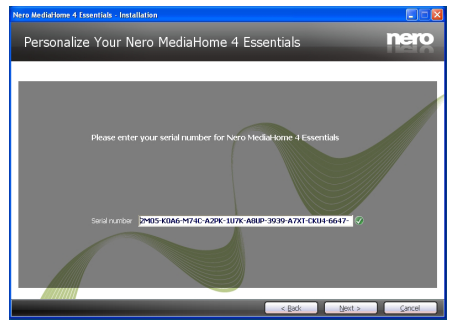 Nero MediaHome 4 Essentials - Installation
Personalize Your Nero MediaHome 4 Essentials
nero
Please enter your serial number for Nero MediaHome 4 Essentials
Serial number 2M05-K0A6-M74C-A2PK-1U7K-A8UP-3939-A7XT-CKU4-6647-
< Back Next > Cancel